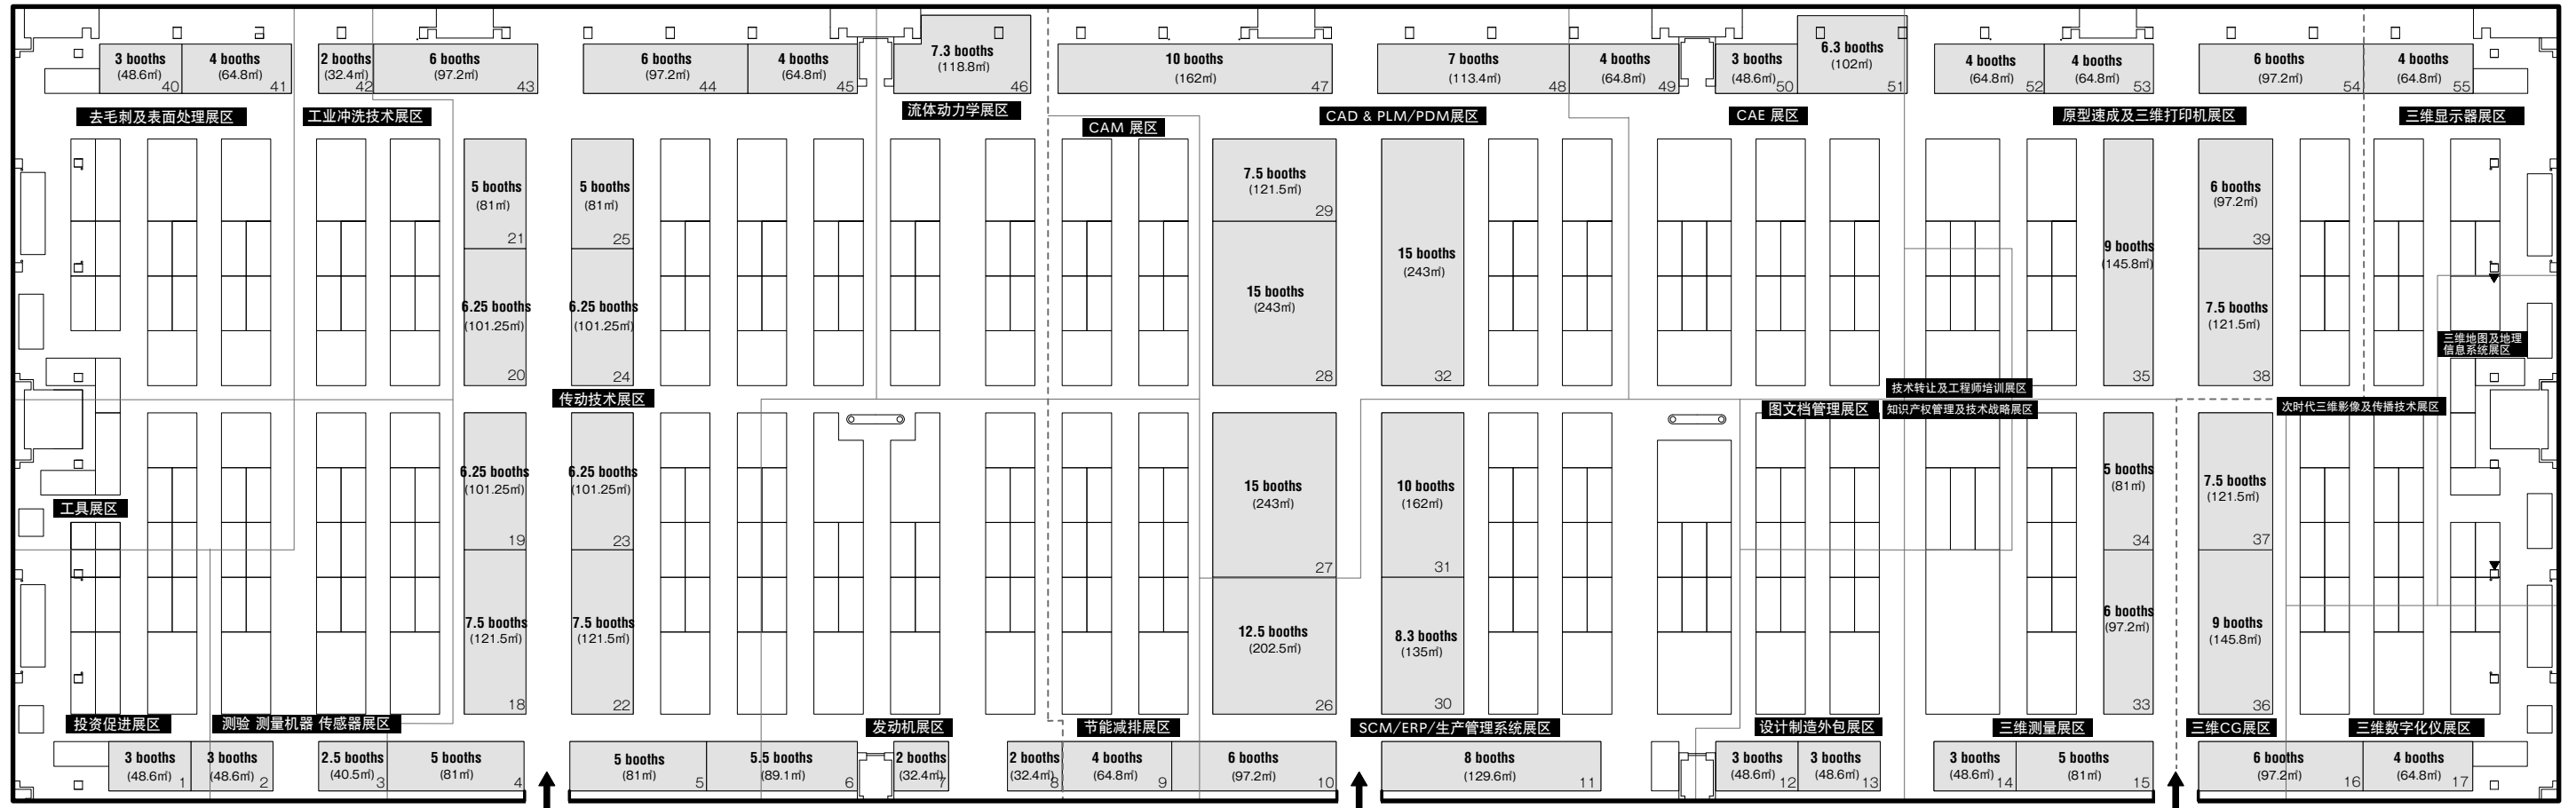 3 booths
(48.6㎡)
40
4 booths
(64.8㎡)
41
2 booths
(32.4㎡)
42
6 booths
(97.2㎡)
43
6 booths
(97.2㎡)
44
4 booths
(64.8㎡)
45
7.3 booths
(118.8㎡)
46
10 booths
(162㎡)
47
7 booths
(113.4㎡)
48
4 booths
(64.8㎡)
49
3 booths
(48.6㎡)
50
6.3 booths
(102㎡)
51
4 booths
(64.8㎡)
52
4 booths
(64.8㎡)
53
6 booths
(97.2㎡)
54
4 booths
(64.8㎡)
55
去毛刺及表面处理展区
工业冲洗技术展区
流体动力学展区
CAM 展区
CAD & PLM/PDM展区
CAE 展区
原型速成及三维打印机展区
三维显示器展区
5 booths
(81㎡)
21
5 booths
(81㎡)
25
7.5 booths
(121.5㎡)
29
15 booths
(243㎡)
32
9 booths
(145.8㎡)
35
6 booths
(97.2㎡)
39
6.25 booths
(101.25㎡)
20
6.25 booths
(101.25㎡)
24
15 booths
(243㎡)
28
7.5 booths
(121.5㎡)
38
三维地图及地理
信息系统展区
传动技术展区
技术转让及工程师培训展区
图文档管理展区
知识产权管理及技术战略展区
次时代三维影像及传播技术展区
6.25 booths
(101.25㎡)
19
6.25 booths
(101.25㎡)
23
15 booths
(243㎡)
27
10 booths
(162㎡)
31
5 booths
(81㎡)
34
7.5 booths
(121.5㎡)
37
工具展区
7.5 booths
(121.5㎡)
18
7.5 booths
(121.5㎡)
22
12.5 booths
(202.5㎡)
26
8.3 booths
(135㎡)
30
6 booths
(97.2㎡)
33
9 booths
(145.8㎡)
36
投资促进展区
测验 测量机器 传感器展区
发动机展区
节能减排展区
SCM/ERP/生产管理系统展区
设计制造外包展区
三维测量展区
三维CG展区
三维数字化仪展区
3 booths
(48.6㎡)
1
3 booths
(48.6㎡)
2
2.5 booths
(40.5㎡)
3
5 booths
(81㎡)
4
5 booths
(81㎡)
5
5.5 booths
(89.1㎡)
6
2 booths
(32.4㎡)
7
2 booths
(32.4㎡)
8
4 booths
(64.8㎡)
9
6 booths
(97.2㎡)
10
8 booths
(129.6㎡)
11
3 booths
(48.6㎡)
12
3 booths
(48.6㎡)
13
3 booths
(48.6㎡)
14
5 booths
(81㎡)
15
6 booths
(97.2㎡)
16
4 booths
(64.8㎡)
17